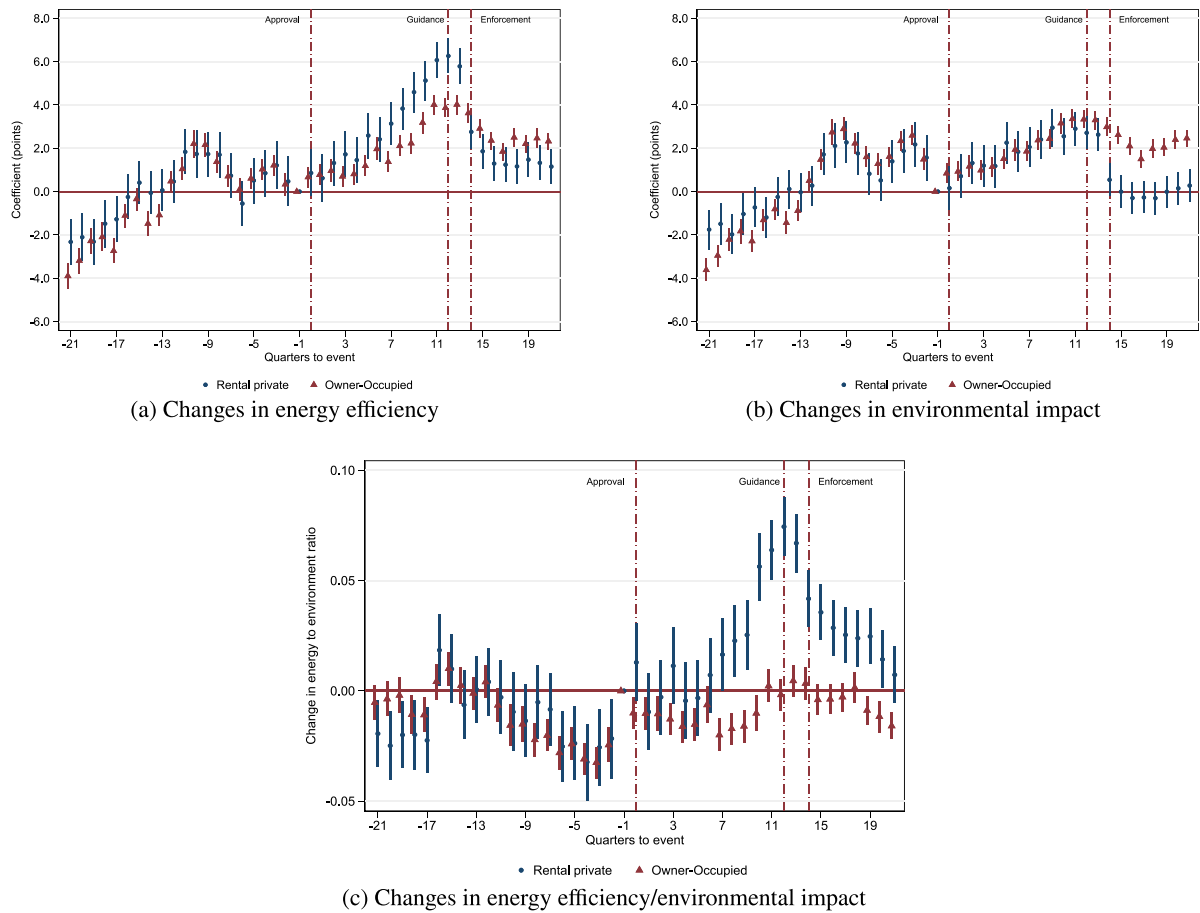 8.0
6.0
4.0
2.0
0.0
-2.0
-4.0
-6.0
Coefficient (points)
Approval
Guidance
Enforcement
-21 -17 -13 -9 -5 -1 3 7 11 15 19
Quarters to event
Rental private Owner-Occupied
(a) Changes in energy efficiency
8.0
6.0
4.0
2.0
0.0
-2.0
-4.0
-6.0
Coefficient (points)
Approval
Guidance
Enforcement
-21 -17 -13 -9 -5 -1 3 7 11 15 19
Quarters to event
Rental private Owner-Occupied
(b) Changes in environmental impact
0.10
0.05
0.00
-0.05
Change in energy to environment ratio
Approval
Guidance
Enforcement
-21 -17 -13 -9 -5 -1 3 7 11 15 19
Quarters to event
Rental private Owner-Occupied
(c) Changes in energy efficiency/environmental impact